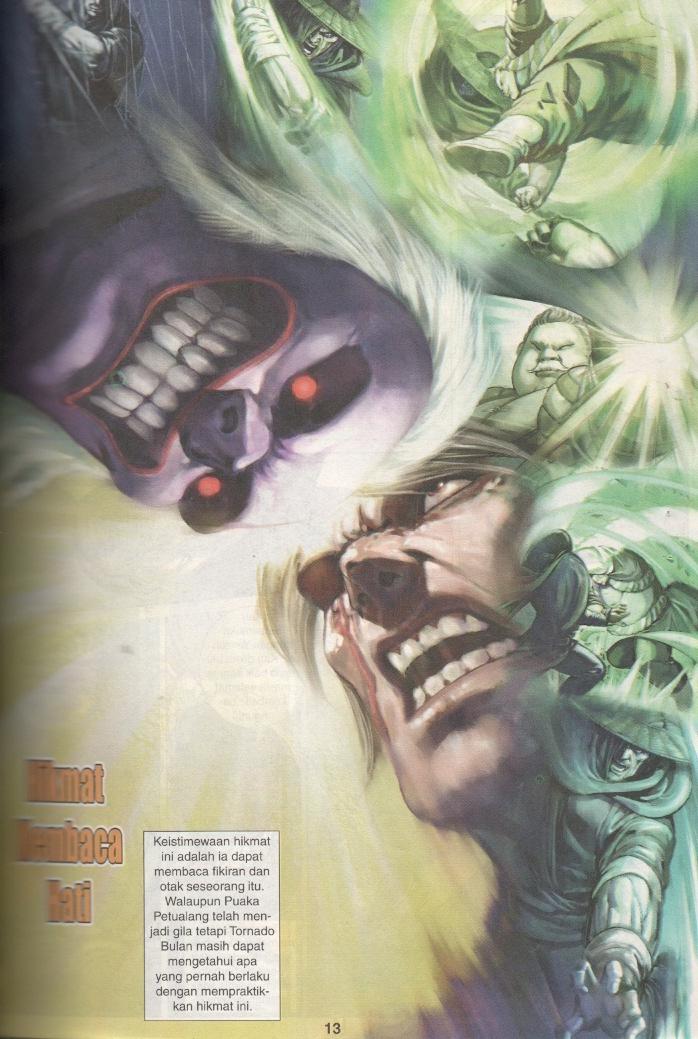 Hikmat
Membaca
Hati
Keistimewaan hikmat
ini adalah ia dapat
membaca fikiran dan
otak seseorang itu.
Walaupun Puaka
Petualang telah men-
jadi gila tetapi Tornado
Bulan masih dapat
mengetahui apa
yang pernah berlaku
dengan mempraktik-
kan hikmat ini.
13